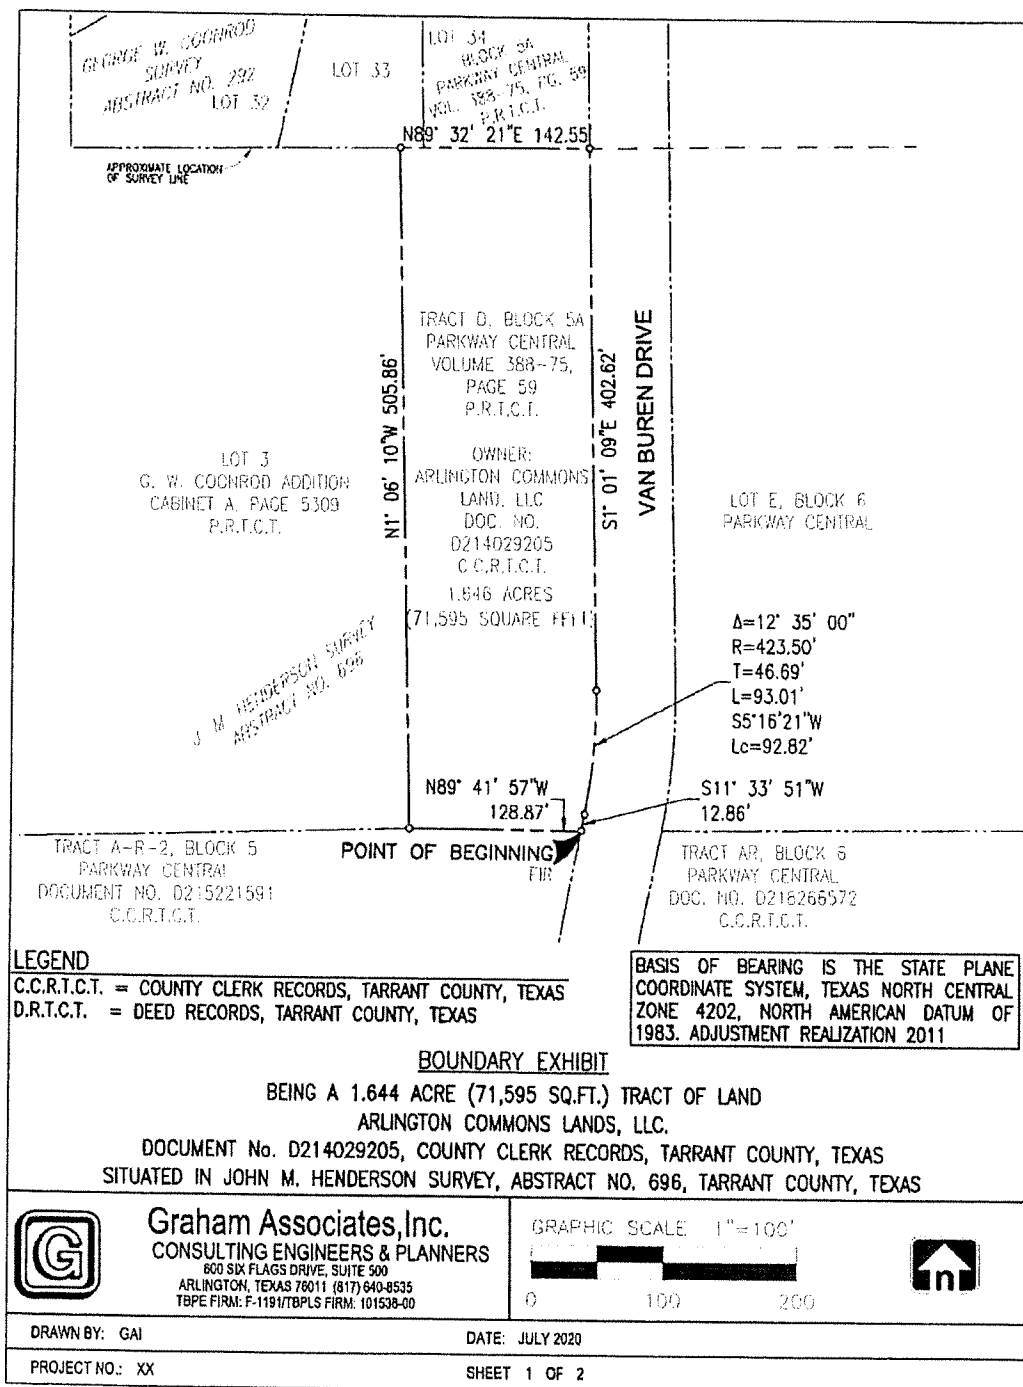 GEORGE W. COONROD
SURVEY
ABSTRACT NO. 292
LOT 32
LOT 33
LOT 34
BLOCK 5A
PARKWAY CENTRAL
VOL. 388-75, PG. 59
P.R.T.C.T.
N89° 32' 21"E 142.55
APPROXIMATE LOCATION
OF SURVEY LINE
N1° 06' 10"W 505.86'
TRACT D, BLOCK 5A
PARKWAY CENTRAL
VOLUME 388-75,
PAGE 59
P.R.T.C.T.
OWNER:
ARLINGTON COMMONS
LAND, LLC
DOC. NO.
D214029205
C.C.R.T.C.T.
1.646 ACRES
(71,595 SQUARE FEET)
S1° 01' 09"E 402.62'
VAN BUREN DRIVE
LOT 3
G. W. COONROD ADDITION
CABINET A, PAGE 5309
P.R.T.C.T.
LOT E, BLOCK 6
PARKWAY CENTRAL
J. M. HENDERSON SURVEY
ABSTRACT NO. 696
Δ=12° 35' 00"
R=423.50'
T=46.69'
L=93.01'
S5°16'21"W
Lc=92.82'
N89° 41' 57"W
128.87'
S11° 33' 51"W
12.86'
POINT OF BEGINNING
FIR
TRACT A-R-2, BLOCK 5
PARKWAY CENTRAL
DOCUMENT NO. D215221591
C.C.R.T.C.T.
TRACT AR, BLOCK 6
PARKWAY CENTRAL
DOC. NO. D218266572
C.C.R.T.C.T.
LEGEND
C.C.R.T.C.T. = COUNTY CLERK RECORDS, TARRANT COUNTY, TEXAS
D.R.T.C.T. = DEED RECORDS, TARRANT COUNTY, TEXAS
BASIS OF BEARING IS THE STATE PLANE
COORDINATE SYSTEM, TEXAS NORTH CENTRAL
ZONE 4202, NORTH AMERICAN DATUM OF
1983. ADJUSTMENT REALIZATION 2011
BOUNDARY EXHIBIT
BEING A 1.644 ACRE (71,595 SQ.FT.) TRACT OF LAND
ARLINGTON COMMONS LANDS, LLC.
DOCUMENT No. D214029205, COUNTY CLERK RECORDS, TARRANT COUNTY, TEXAS
SITUATED IN JOHN M. HENDERSON SURVEY, ABSTRACT NO. 696, TARRANT COUNTY, TEXAS
G
Graham Associates,Inc.
CONSULTING ENGINEERS & PLANNERS
600 SIX FLAGS DRIVE, SUITE 500
ARLINGTON, TEXAS 76011 (817) 640-8535
TBPE FIRM: F-1191/TBPLS FIRM: 101538-00
GRAPHIC SCALE 1"=100'
0 100 200
n
DRAWN BY: GAI
DATE: JULY 2020
PROJECT NO.: XX
SHEET 1 OF 2